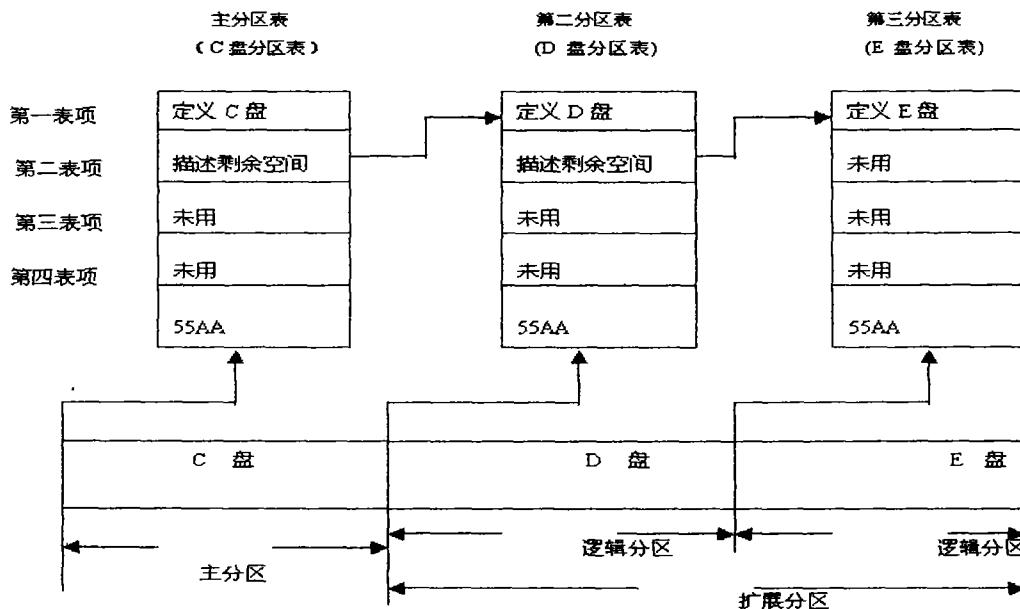 主分区表
（C盘分区表）
第二分区表
(D 盘分区表)
第三分区表
(E 盘分区表)
第一表项
定义 C 盘
定义 D 盘
定义 E 盘
第二表项
描述剩余空间
描述剩余空间
未用
第三表项
未用
未用
未用
第四表项
未用
未用
未用
55AA
55AA
55AA
C 盘
D 盘
E 盘
逻辑分区
逻辑分区
主分区
扩展分区